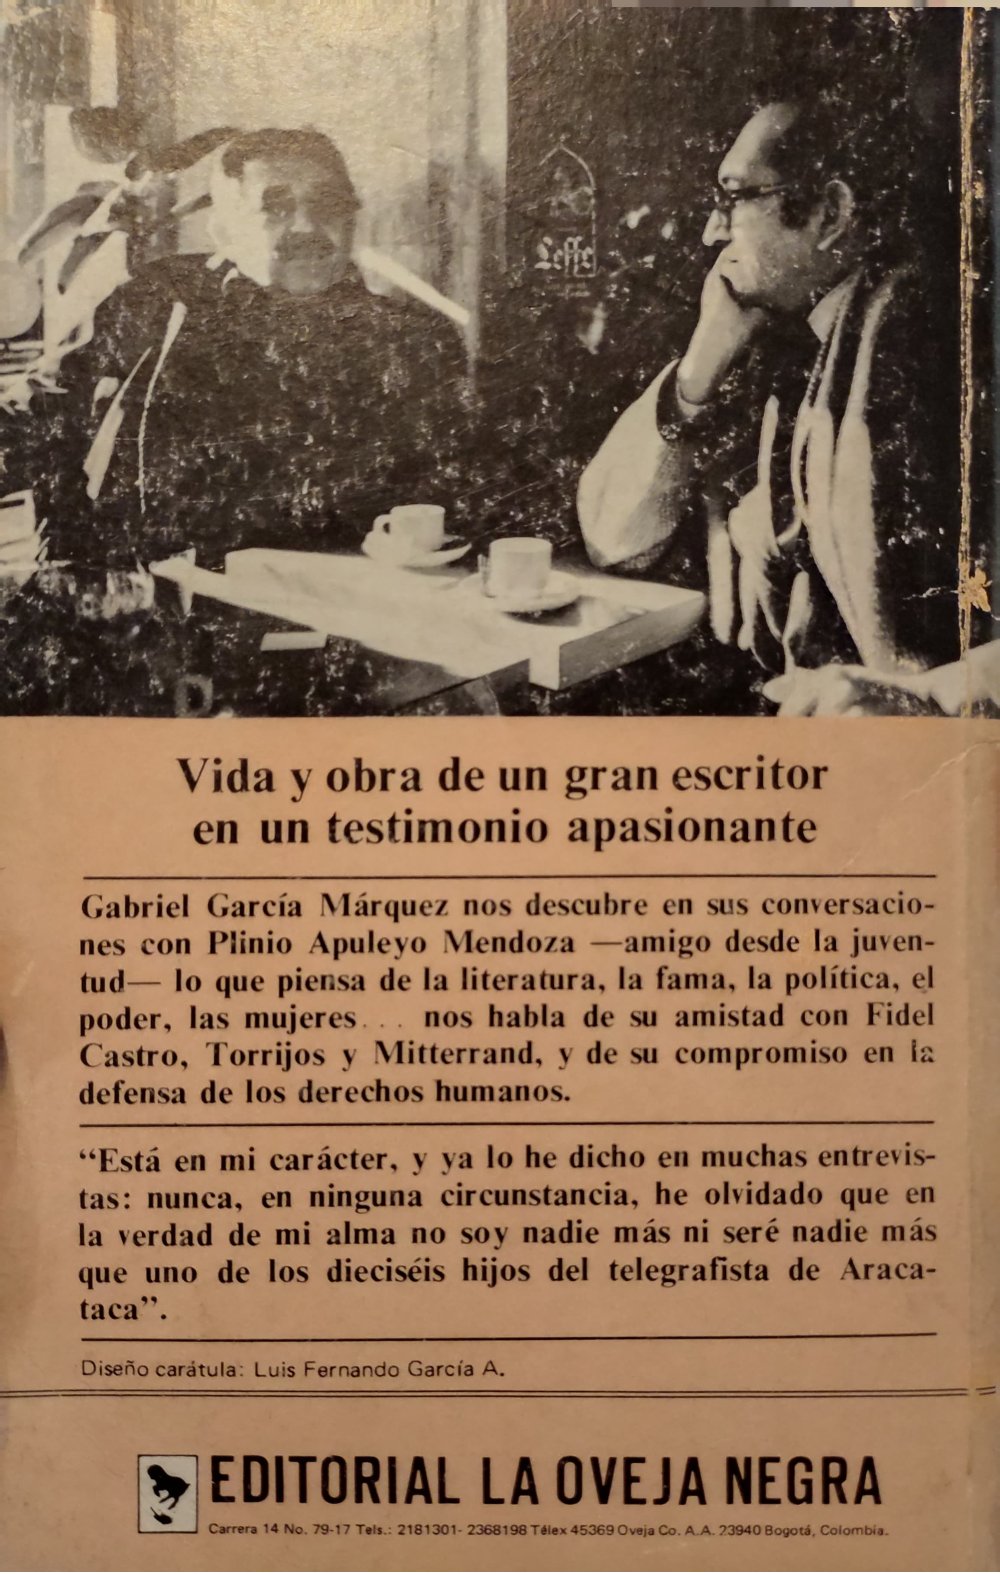 Leffe
Vida y obra de un gran escritor
en un testimonio apasionante
Gabriel García Márquez nos descubre en sus conversacio-
nes con Plinio Apuleyo Mendoza —amigo desde la juven-
tud— lo que piensa de la literatura, la fama, la política, el
poder, las mujeres... nos habla de su amistad con Fidel
Castro, Torrijos y Mitterrand, y de su compromiso en la
defensa de los derechos humanos.
“Está en mi carácter, y ya lo he dicho en muchas entrevis-
tas: nunca, en ninguna circunstancia, he olvidado que en
la verdad de mi alma no soy nadie más ni seré nadie más
que uno de los dieciséis hijos del telegrafista de Araca-
taca”.
Diseño carátula: Luis Fernando García A.
EDITORIAL LA OVEJA NEGRA
Carrera 14 No. 79-17 Tels.: 2181301- 2368198 Télex 45369 Oveja Co. A.A. 23940 Bogotá, Colombia.